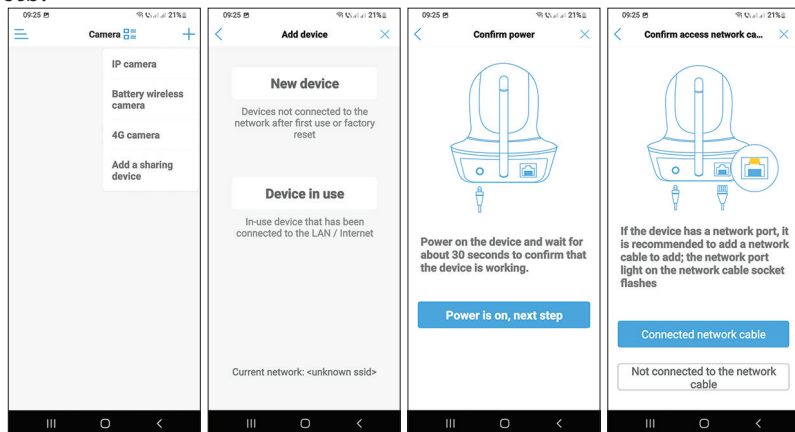 09:25
21%
Camera
IP camera
Battery wireless
camera
4G camera
Add a sharing
device
09:25
21%
Add device
New device
Devices not connected to the
network after first use or factory
reset
Device in use
In-use device that has been
connected to the LAN / Internet
Current network: <unknown ssid>
09:25
21%
Confirm power
Power on the device and wait for
about 30 seconds to confirm that
the device is working.
Power is on, next step
09:25
21%
Confirm access network ca...
If the device has a network port, it
is recommended to add a network
cable to add; the network port
light on the network cable socket
flashes
Connected network cable
Not connected to the network
cable